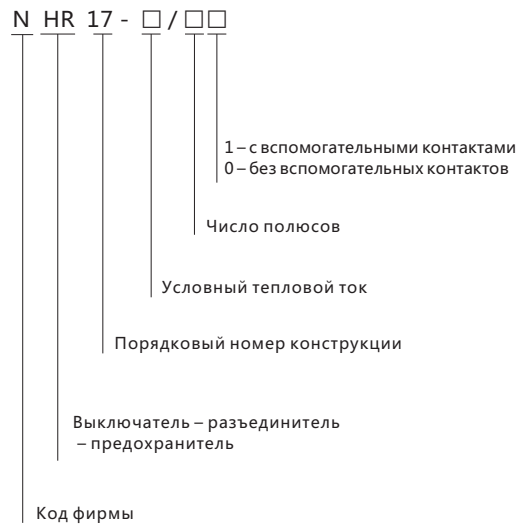 N HR 17 - □ / □□
1 – с вспомогательными контактами
0 – без вспомогательных контактов
Число полюсов
Условный тепловой ток
Порядковый номер конструкции
Выключатель – разъединитель
– предохранитель
Код фирмы